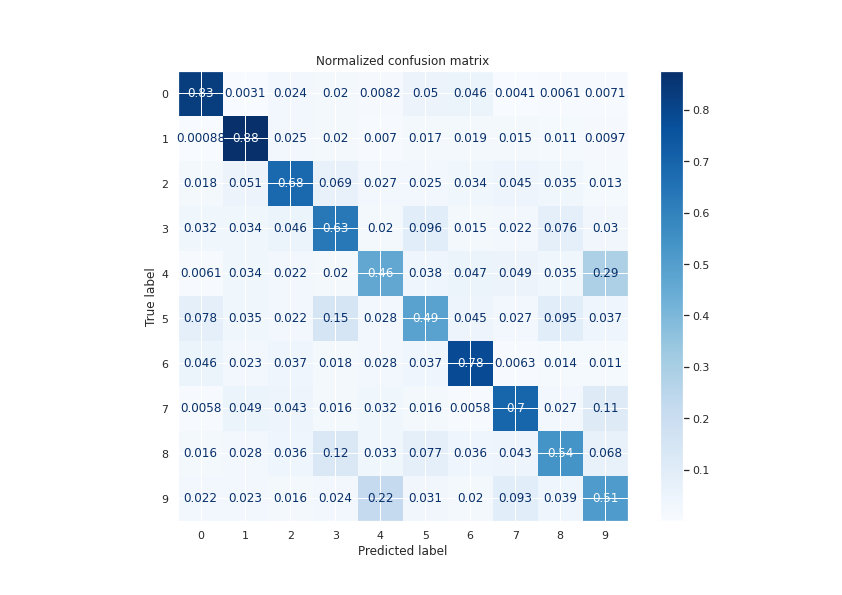 Normalized confusion matrix
0 0.83 0.0031 0.024 0.02 0.0082 0.05 0.046 0.0041 0.0061 0.0071
1 0.00088 0.88 0.025 0.02 0.007 0.017 0.019 0.015 0.011 0.0097
2 0.018 0.051 0.68 0.069 0.027 0.025 0.034 0.045 0.035 0.013
3 0.032 0.034 0.046 0.63 0.02 0.096 0.015 0.022 0.076 0.03
4 0.0061 0.034 0.022 0.02 0.46 0.038 0.047 0.049 0.035 0.29
5 0.078 0.035 0.022 0.15 0.028 0.49 0.045 0.027 0.095 0.037
6 0.046 0.023 0.037 0.018 0.028 0.037 0.78 0.0063 0.014 0.011
7 0.0058 0.049 0.043 0.016 0.032 0.016 0.0058 0.7 0.027 0.11
8 0.016 0.028 0.036 0.12 0.033 0.077 0.036 0.043 0.54 0.068
9 0.022 0.023 0.016 0.024 0.22 0.031 0.02 0.093 0.039 0.51
0 1 2 3 4 5 6 7 8 9
Predicted label
True label
0.8
0.7
0.6
0.5
0.4
0.3
0.2
0.1